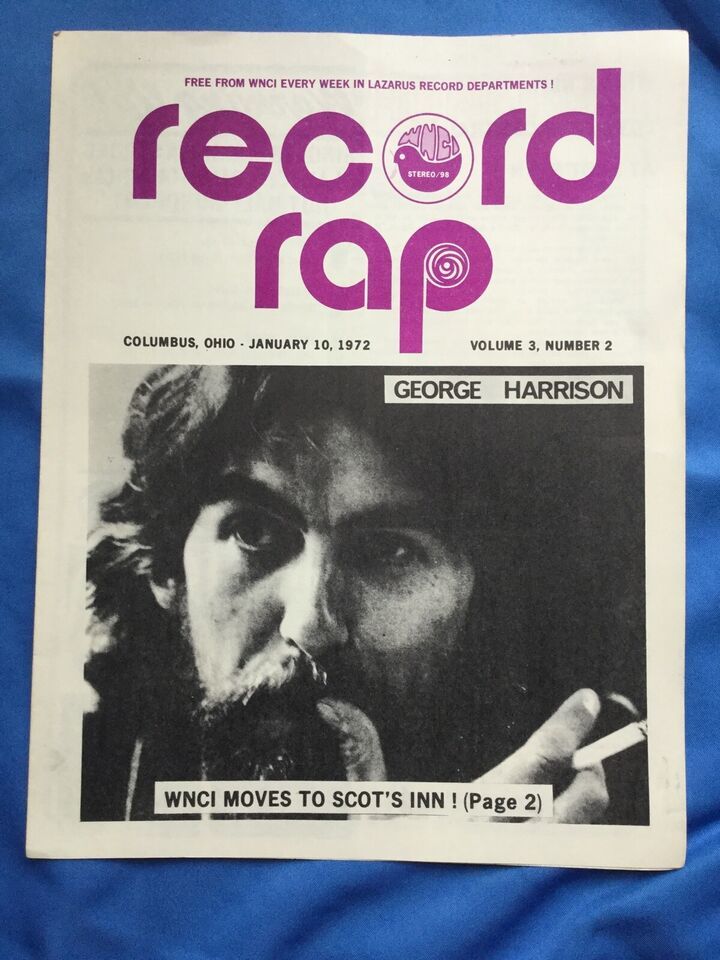 FREE FROM WNCI EVERY WEEK IN LAZARUS RECORD DEPARTMENTS !
record
WNCI
STEREO/98
rap
COLUMBUS, OHIO - JANUARY 10, 1972
VOLUME 3, NUMBER 2
GEORGE HARRISON
WNCI MOVES TO SCOT'S INN ! (Page 2)